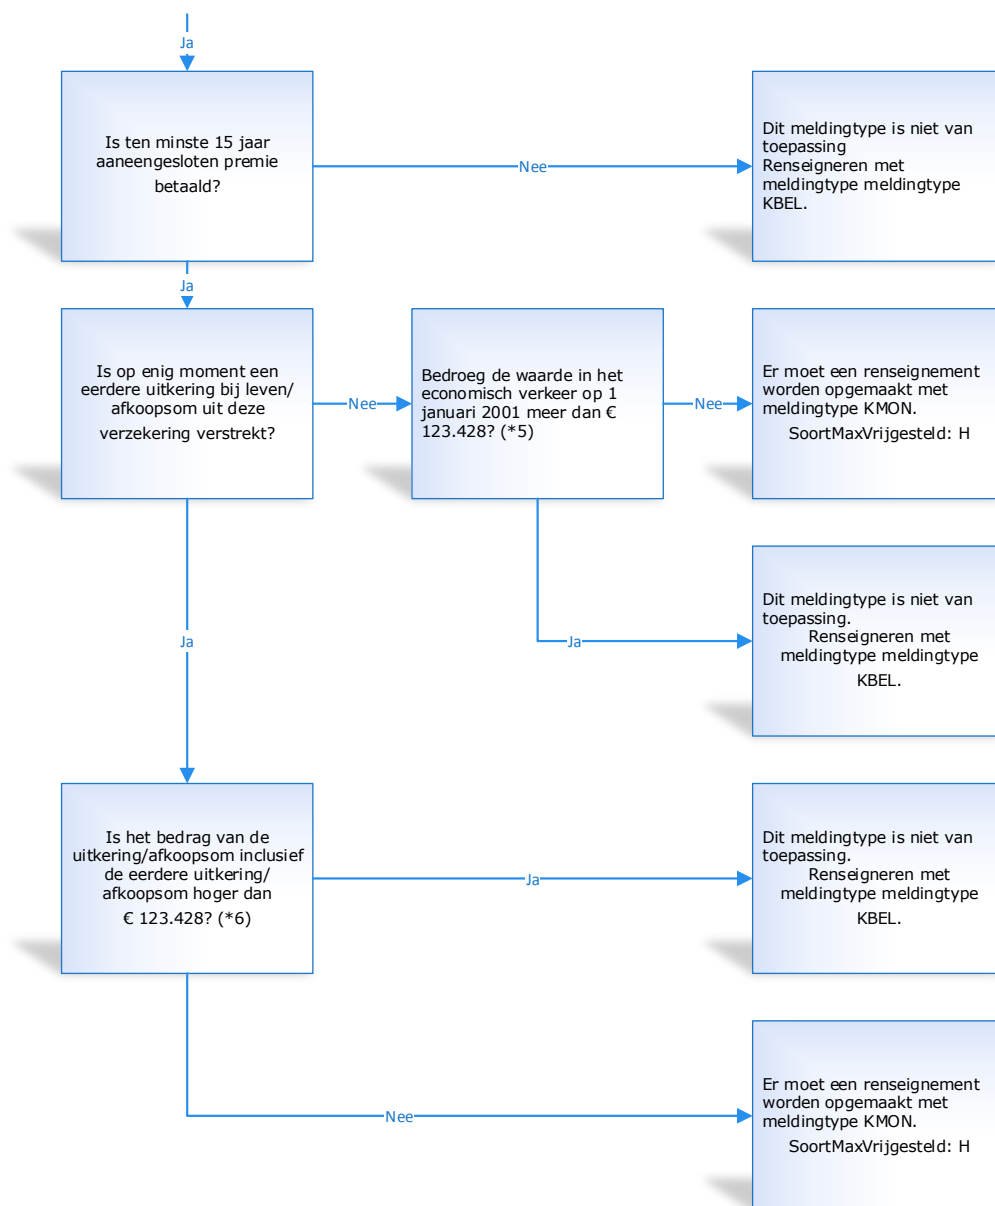 Ja
Is ten minste 15 jaar
aaneengesloten premie
betaald?
Nee
Dit meldingtype is niet van
toepassing
Renseigneren met
meldingtype meldingtype
KBEL.
Ja
Is op enig moment een
eerdere uitkering bij leven/
afkoopsom uit deze
verzekering verstrekt?
Nee
Bedroeg de waarde in het
economisch verkeer op 1
januari 2001 meer dan €
123.428? (*5)
Nee
Er moet een renseignement
worden opgemaakt met
meldingtype KMON.
SoortMaxVrijgesteld: H
Ja
Dit meldingtype is niet van
toepassing.
Renseigneren met
meldingtype meldingtype
KBEL.
Ja
Is het bedrag van de
uitkering/afkoopsom inclusief
de eerdere uitkering/
afkoopsom hoger dan
€ 123.428? (*6)
Ja
Dit meldingtype is niet van
toepassing.
Renseigneren met
meldingtype meldingtype
KBEL.
Nee
Er moet een renseignement
worden opgemaakt met
meldingtype KMON.
SoortMaxVrijgesteld: H